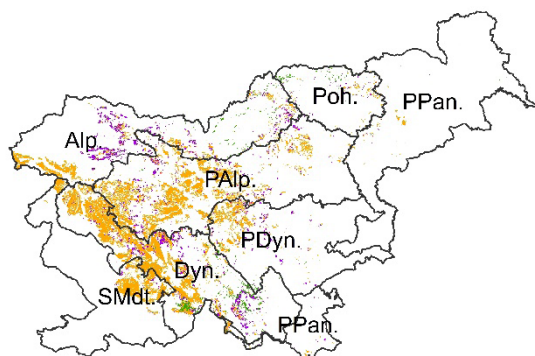 Poh.
PPan.
Alp.
PAlp.
PDyn.
Dyn.
SMdt.
PPan.